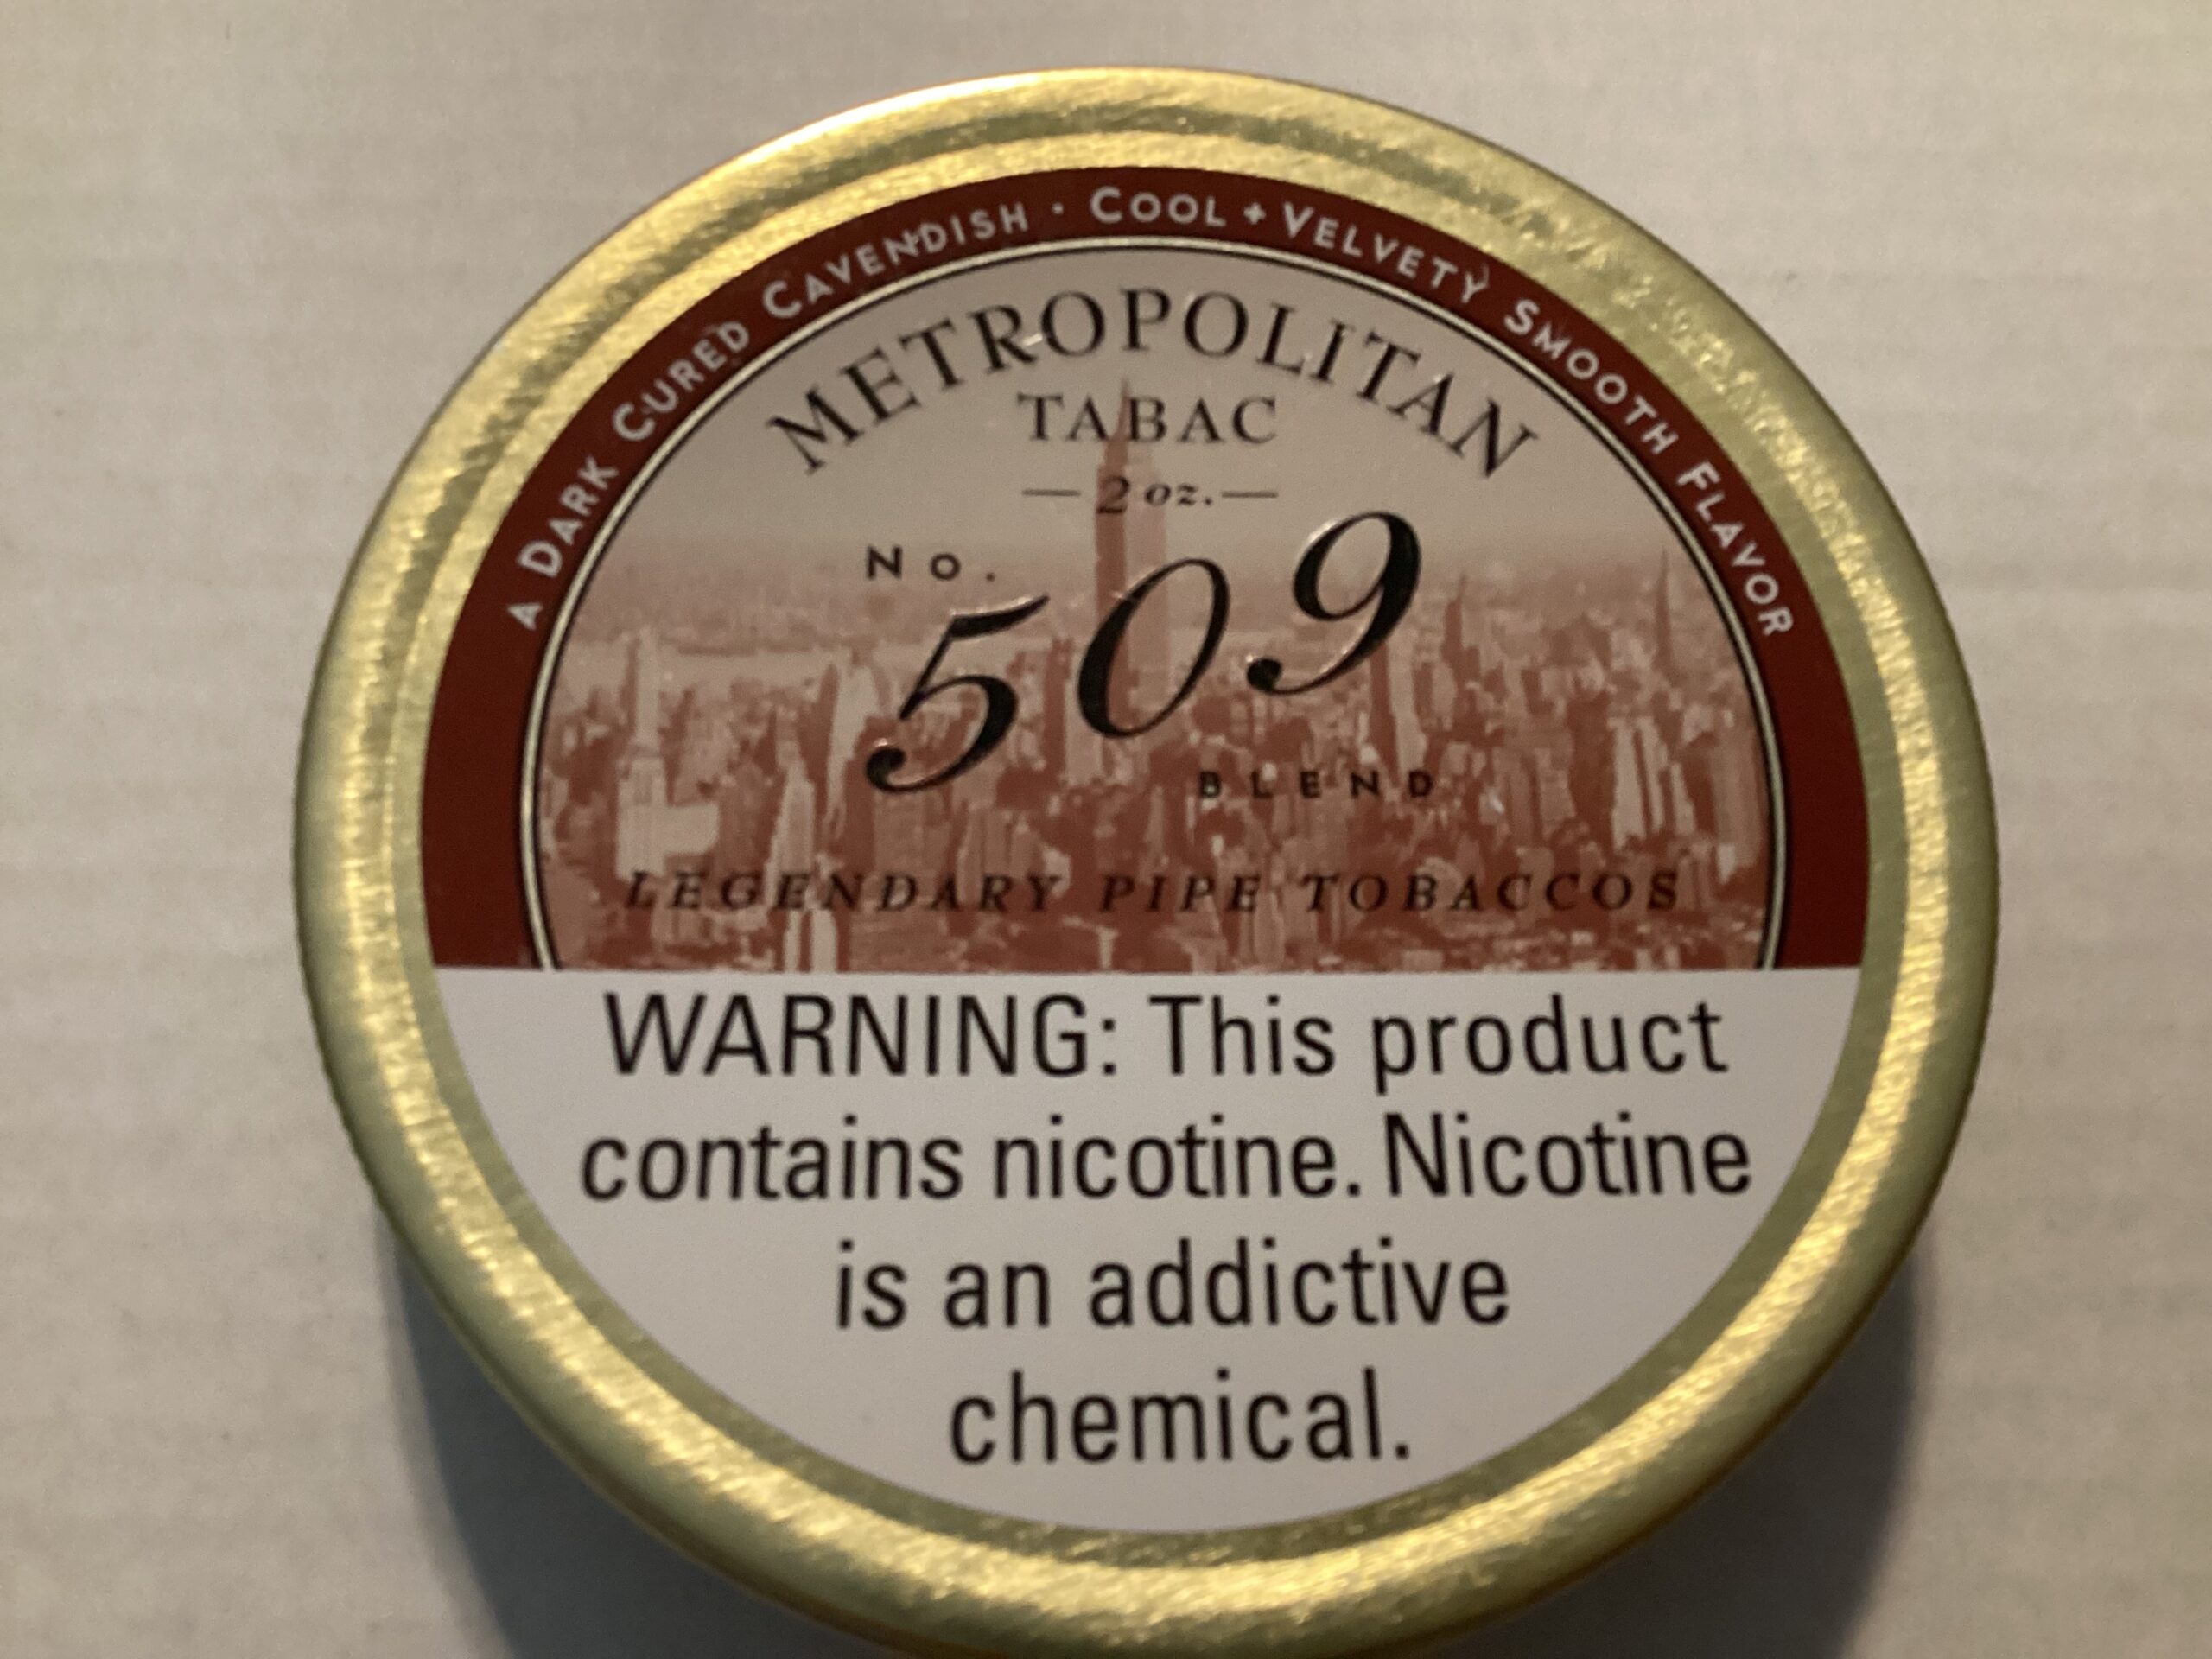 A DARK CURED CAVENDISH · COOL + VELVETY SMOOTH FLAVOR
METROPOLITAN
TABAC
— 2 oz. —
No.
509
BLEND
LEGENDARY PIPE TOBACCOS
WARNING: This product
contains nicotine. Nicotine
is an addictive
chemical.